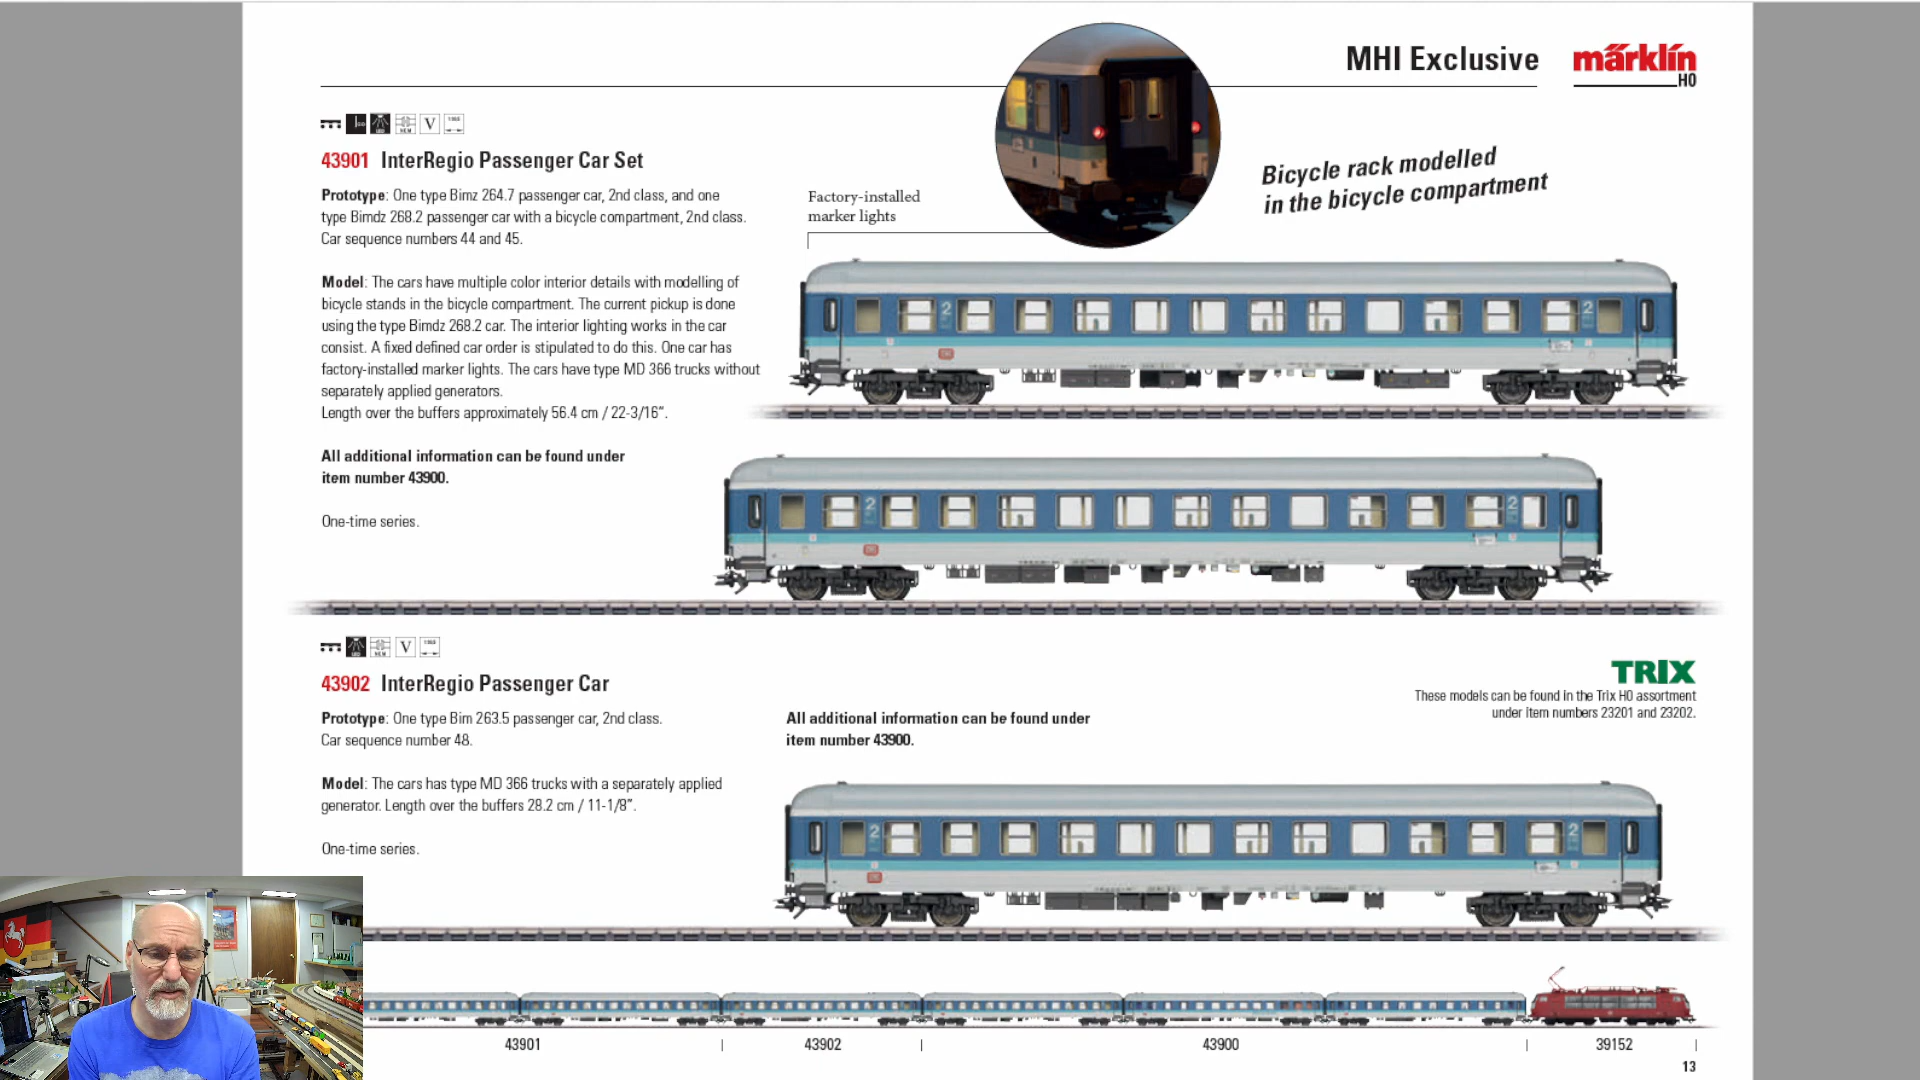 MHI Exclusive
märklín
H0
43901 InterRegio Passenger Car Set
Prototype: One type Bimz 264.7 passenger car, 2nd class, and one
type Bimdz 268.2 passenger car with a bicycle compartment, 2nd class.
Car sequence numbers 44 and 45.
Model: The cars have multiple color interior details with modelling of
bicycle stands in the bicycle compartment. The current pickup is done
using the type Bimdz 268.2 car. The interior lighting works in the car
consist. A fixed defined car order is stipulated to do this. One car has
factory-installed marker lights. The cars have type MD 366 trucks without
separately applied generators.
Length over the buffers approximately 56.4 cm / 22-3/16”.
All additional information can be found under
item number 43900.
One-time series.
Factory-installed
marker lights
Bicycle rack modelled
in the bicycle compartment
2
2
2
2
V
V
43902 InterRegio Passenger Car
Prototype: One type Bim 263.5 passenger car, 2nd class.
Car sequence number 48.
Model: The cars has type MD 366 trucks with a separately applied
generator. Length over the buffers 28.2 cm / 11-1/8”.
One-time series.
All additional information can be found under
item number 43900.
TRIX
These models can be found in the Trix H0 assortment
under item numbers 23201 and 23202.
2
2
43901 | 43902 | 43900 | 39152 |
13